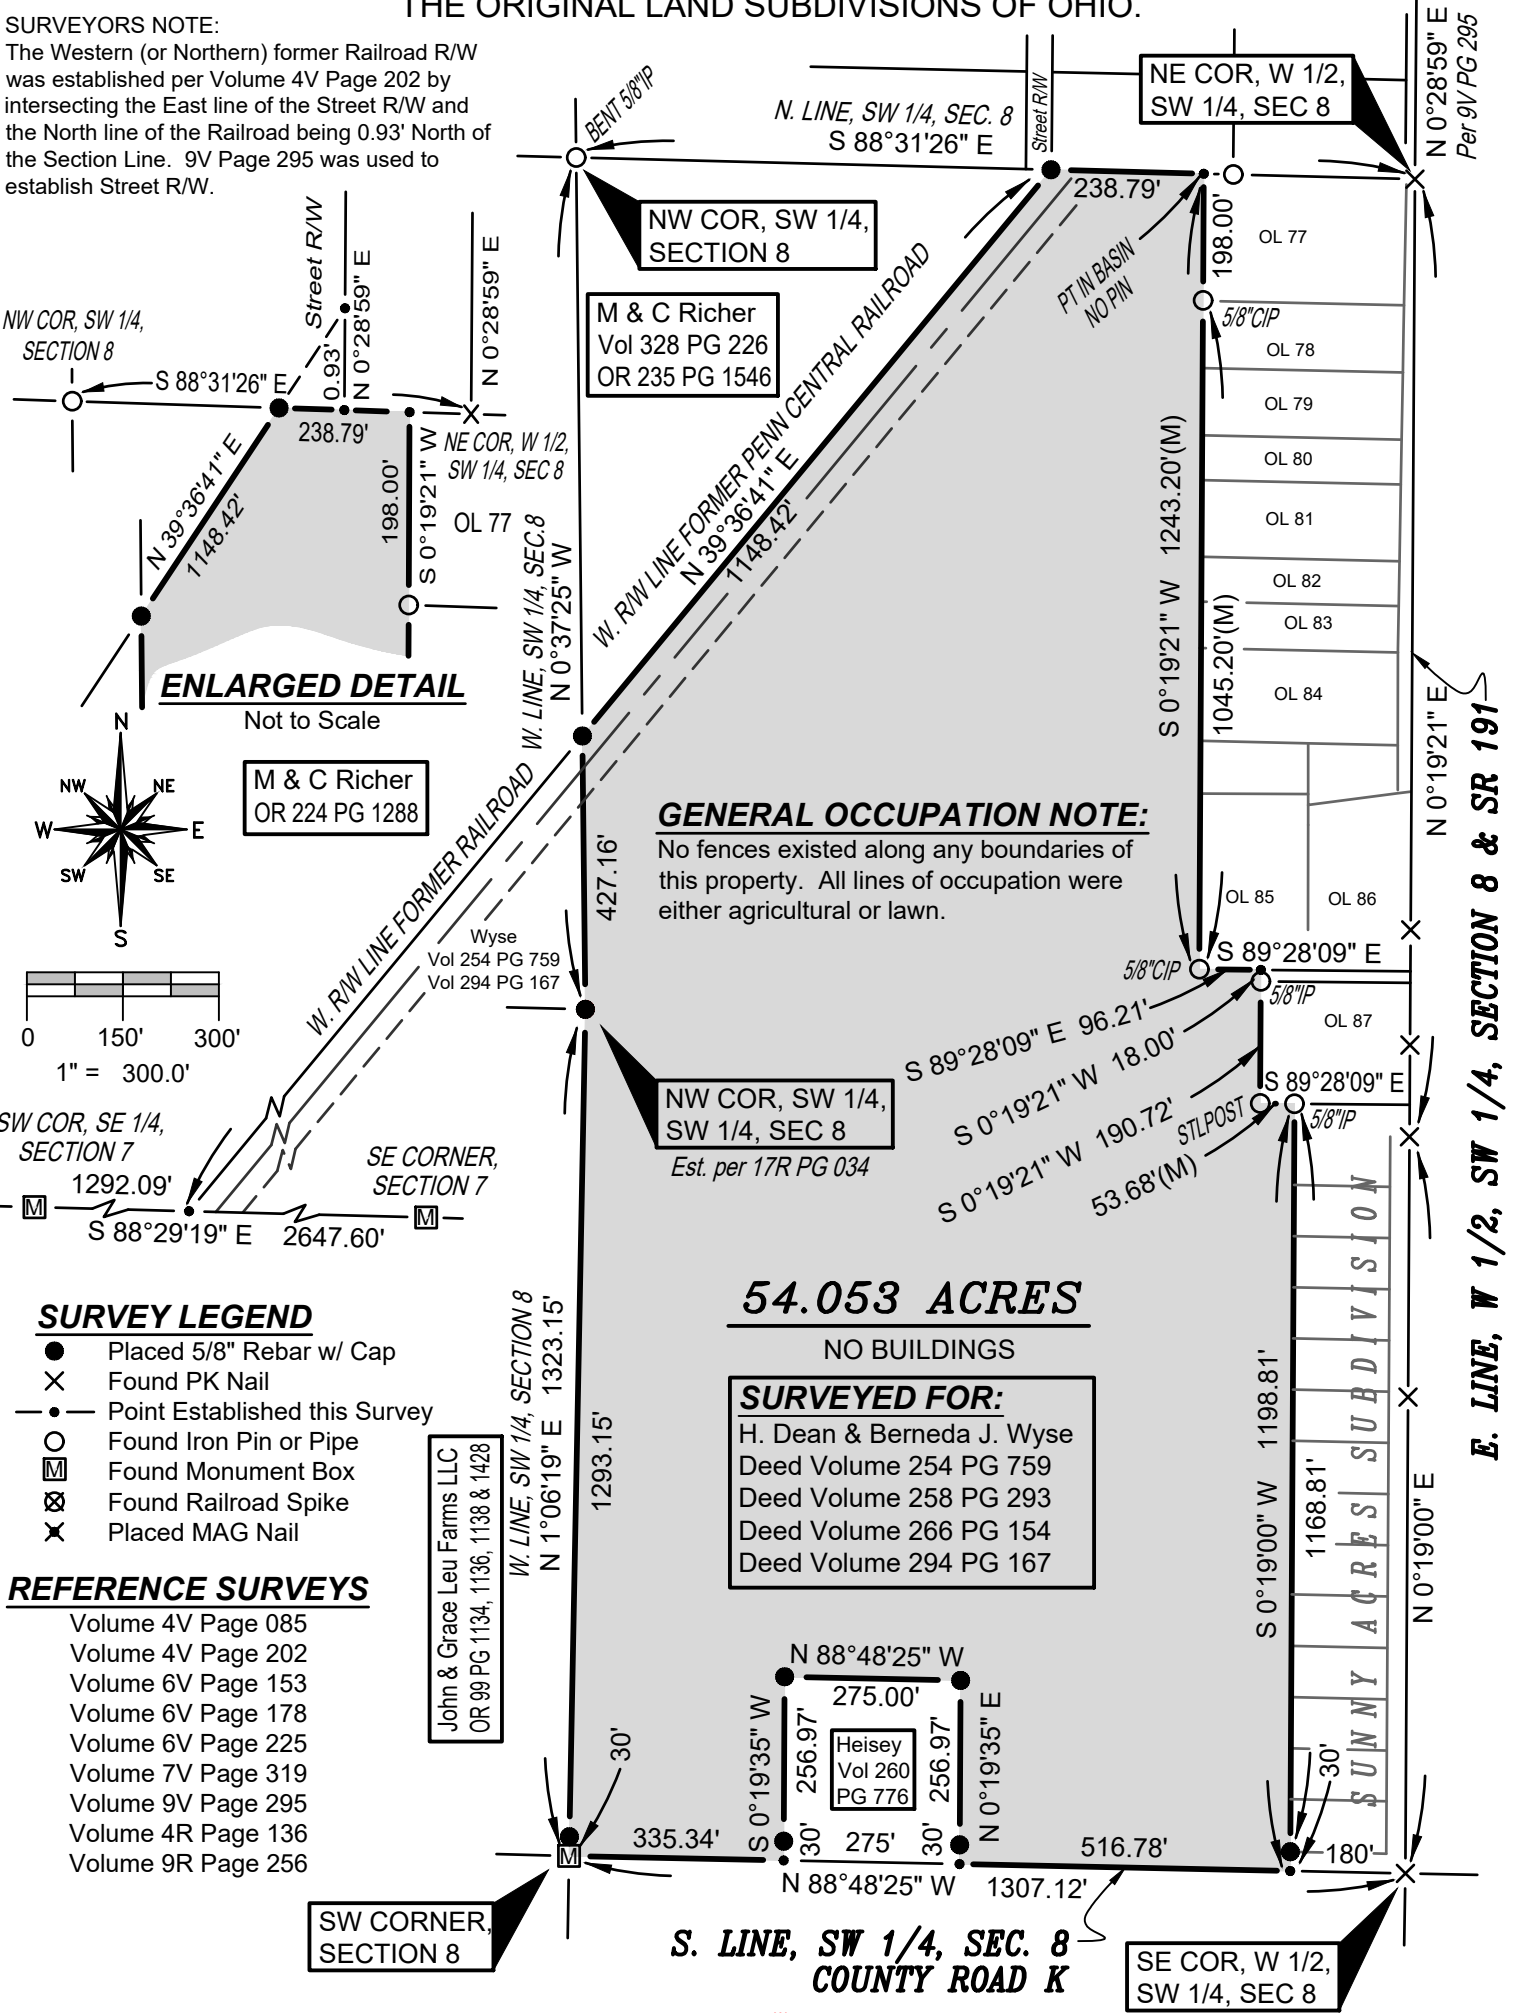 THE ORIGINAL LAND SUBDIVISIONS OF OHIO.
SURVEYORS NOTE:
The Western (or Northern) former Railroad R/W
was established per Volume 4V Page 202 by
intersecting the East line of the Street R/W and
the North line of the Railroad being 0.93' North of
the Section Line.  9V Page 295 was used to
establish Street R/W.
BENT 5/8"IP
N. LINE, SW 1/4, SEC. 8
S 88°31'26" E
Street R/W
NE COR, W 1/2,
SW 1/4, SEC 8
N 0°28'59" E
Per 9V PG 295
NW COR, SW 1/4,
SECTION 8
238.79'
198.00'
PT IN BASIN
NO PIN
OL 77
5/8"CIP
OL 78
OL 79
OL 80
OL 81
OL 82
OL 83
OL 84
OL 85
OL 86
M & C Richer
Vol 328 PG 226
OR 235 PG 1546
W. R/W LINE FORMER PENN CENTRAL RAILROAD
N 39°36'41" E
1148.42'
S 0°19'21" W   1243.20'(M)
1045.20'(M)
N 0°19'21" E
E. LINE, W 1/2, SW 1/4, SECTION 8 & SR 191
NW COR, SW 1/4,
SECTION 8
Street R/W
N 0°28'59" E
N 0°28'59" E
S 88°31'26" E
0.93'
238.79'
NE COR, W 1/2,
SW 1/4, SEC 8
N 39°36'41" E
1148.42'
198.00'
S 0°19'21" W
OL 77
ENLARGED DETAIL
Not to Scale
W. LINE, SW 1/4, SEC.8
N 0°37'25" W
N
NW
NE
W
E
SW
SE
S
M & C Richer
OR 224 PG 1288
GENERAL OCCUPATION NOTE:
No fences existed along any boundaries of
this property.  All lines of occupation were
either agricultural or lawn.
427.16'
W. R/W LINE FORMER RAILROAD
Wyse
Vol 254 PG 759
Vol 294 PG 167
0
150'
300'
1" =   300.0'
5/8"CIP
S 89°28'09" E
5/8"IP
OL 87
S 89°28'09" E  96.21'
S 0°19'21" W  18.00'
S 0°19'21" W  190.72'
STLPOST
53.68'(M)
S 89°28'09" E
5/8"IP
NW COR, SW 1/4,
SW 1/4, SEC 8
Est. per 17R PG 034
SW COR, SE 1/4,
SECTION 7
1292.09'
SE CORNER,
SECTION 7
M
M
S 88°29'19" E
2647.60'
54.053 ACRES
NO BUILDINGS
SURVEYED FOR:
H. Dean & Berneda J. Wyse
Deed Volume 254 PG 759
Deed Volume 258 PG 293
Deed Volume 266 PG 154
Deed Volume 294 PG 167
SURVEY LEGEND
Placed 5/8" Rebar w/ Cap
Found PK Nail
Point Established this Survey
Found Iron Pin or Pipe
M Found Monument Box
Found Railroad Spike
Placed MAG Nail
W. LINE, SW 1/4, SECTION 8
N 1°06'19" E   1323.15'
1293.15'
John & Grace Leu Farms LLC
OR 99 PG 1134, 1136, 1138 & 1428
S 0°19'00" W   1198.81'
1168.81'
SUNNY ACRES SUBDIVISION
N 0°19'00" E
REFERENCE SURVEYS
Volume 4V Page 085
Volume 4V Page 202
Volume 6V Page 153
Volume 6V Page 178
Volume 6V Page 225
Volume 7V Page 319
Volume 9V Page 295
Volume 4R Page 136
Volume 9R Page 256
N 88°48'25" W
275.00'
S 0°19'35" W
256.97'
Heisey
Vol 260
PG 776
256.97'
N 0°19'35" E
30'
30'
M
335.34'
30'
275'
30'
516.78'
180'
N 88°48'25" W
1307.12'
SW CORNER,
SECTION 8
S. LINE, SW 1/4, SEC. 8
COUNTY ROAD K
SE COR, W 1/2,
SW 1/4, SEC 8